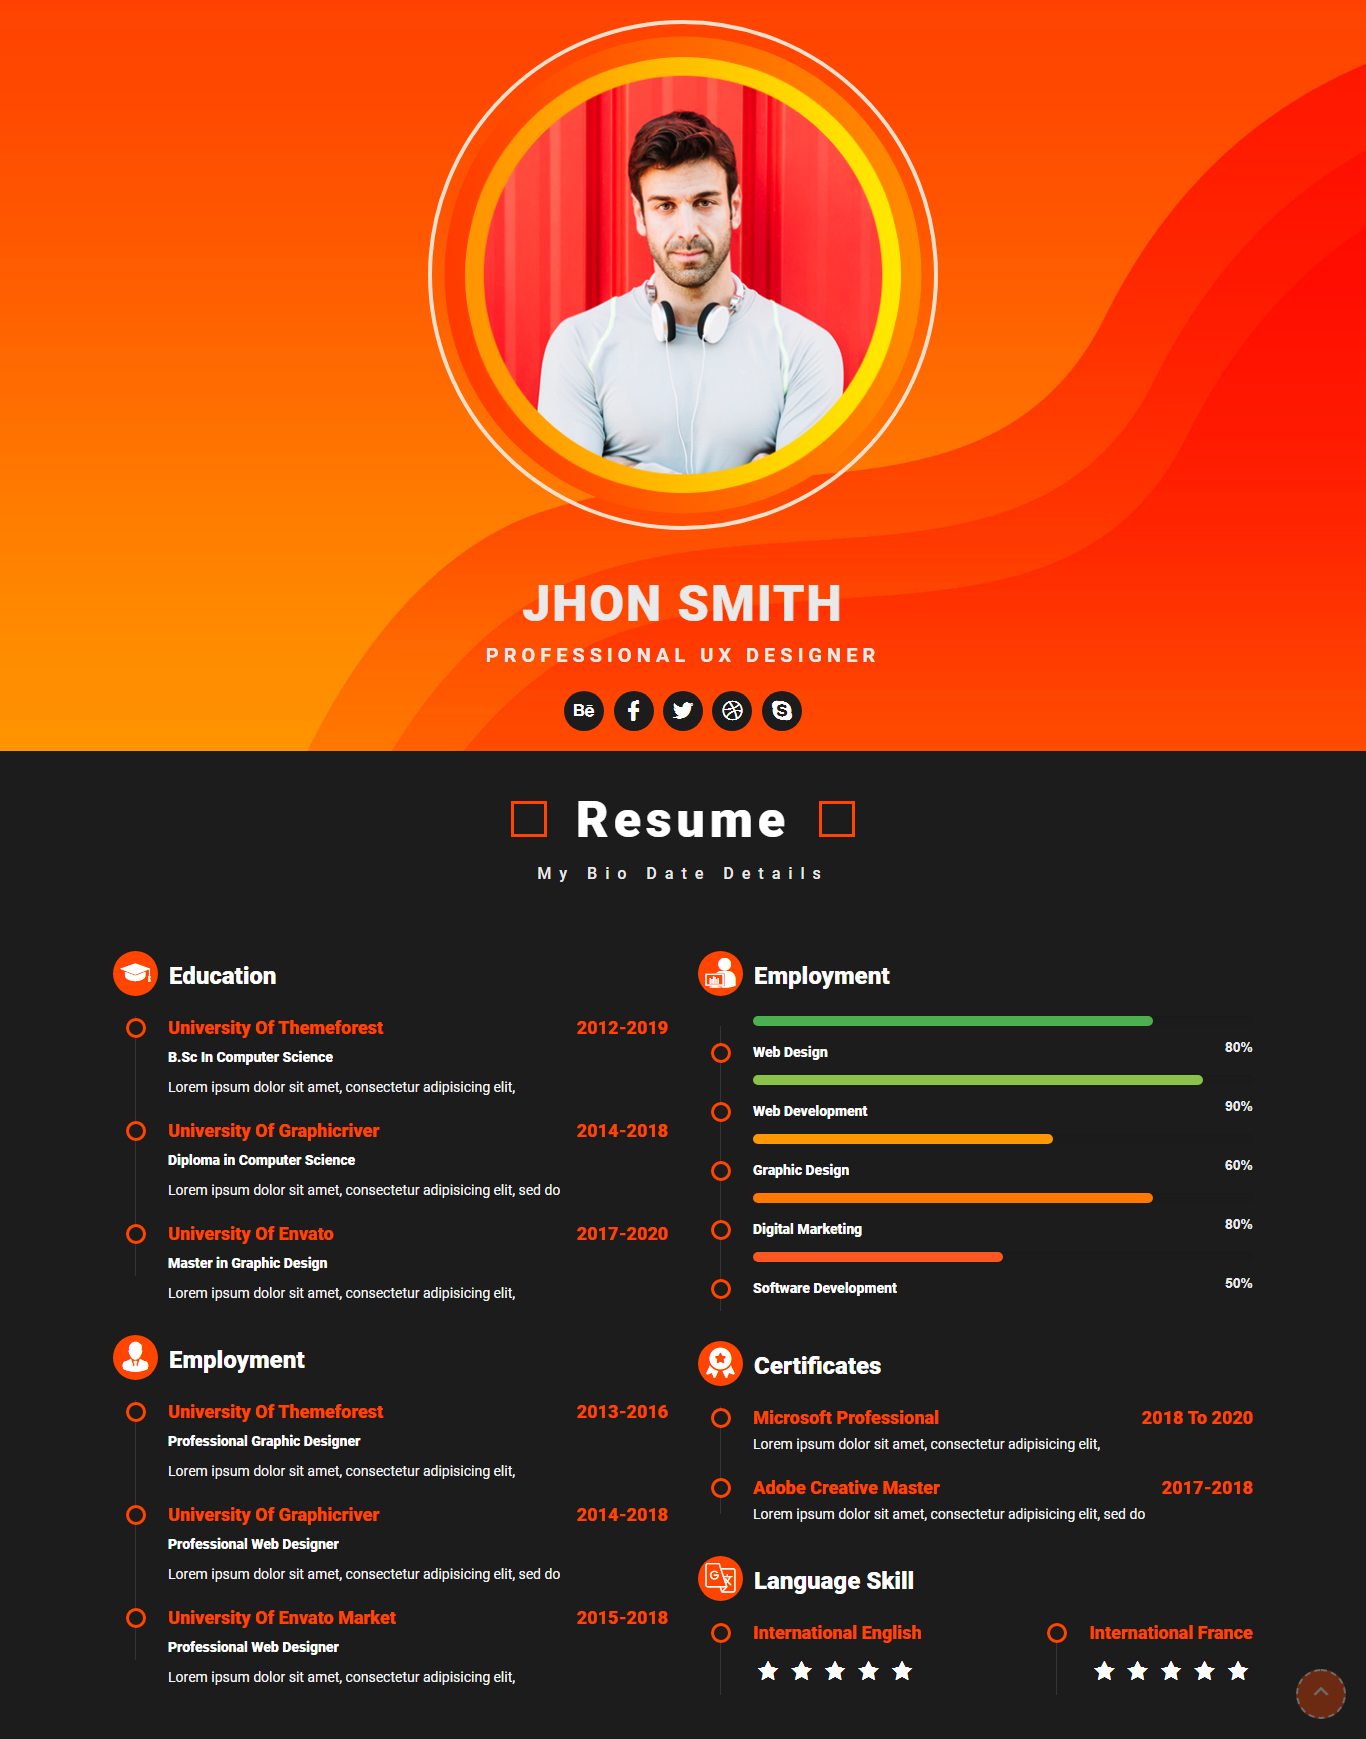 JHON SMITH
PROFESSIONAL UX DESIGNER
Bē
Resume
My Bio Date Details
Education
University Of Themeforest 2012-2019
B.Sc In Computer Science
Lorem ipsum dolor sit amet, consectetur adipisicing elit,
University Of Graphicriver 2014-2018
Diploma in Computer Science
Lorem ipsum dolor sit amet, consectetur adipisicing elit, sed do
University Of Envato 2017-2020
Master in Graphic Design
Lorem ipsum dolor sit amet, consectetur adipisicing elit,
Employment
University Of Themeforest 2013-2016
Professional Graphic Designer
Lorem ipsum dolor sit amet, consectetur adipisicing elit,
University Of Graphicriver 2014-2018
Professional Web Designer
Lorem ipsum dolor sit amet, consectetur adipisicing elit, sed do
University Of Envato Market 2015-2018
Professional Web Designer
Lorem ipsum dolor sit amet, consectetur adipisicing elit,
Employment
Web Design 80%
Web Development 90%
Graphic Design 60%
Digital Marketing 80%
Software Development 50%
Certificates
Microsoft Professional 2018 To 2020
Lorem ipsum dolor sit amet, consectetur adipisicing elit,
Adobe Creative Master 2017-2018
Lorem ipsum dolor sit amet, consectetur adipisicing elit, sed do
Language Skill
International English International France